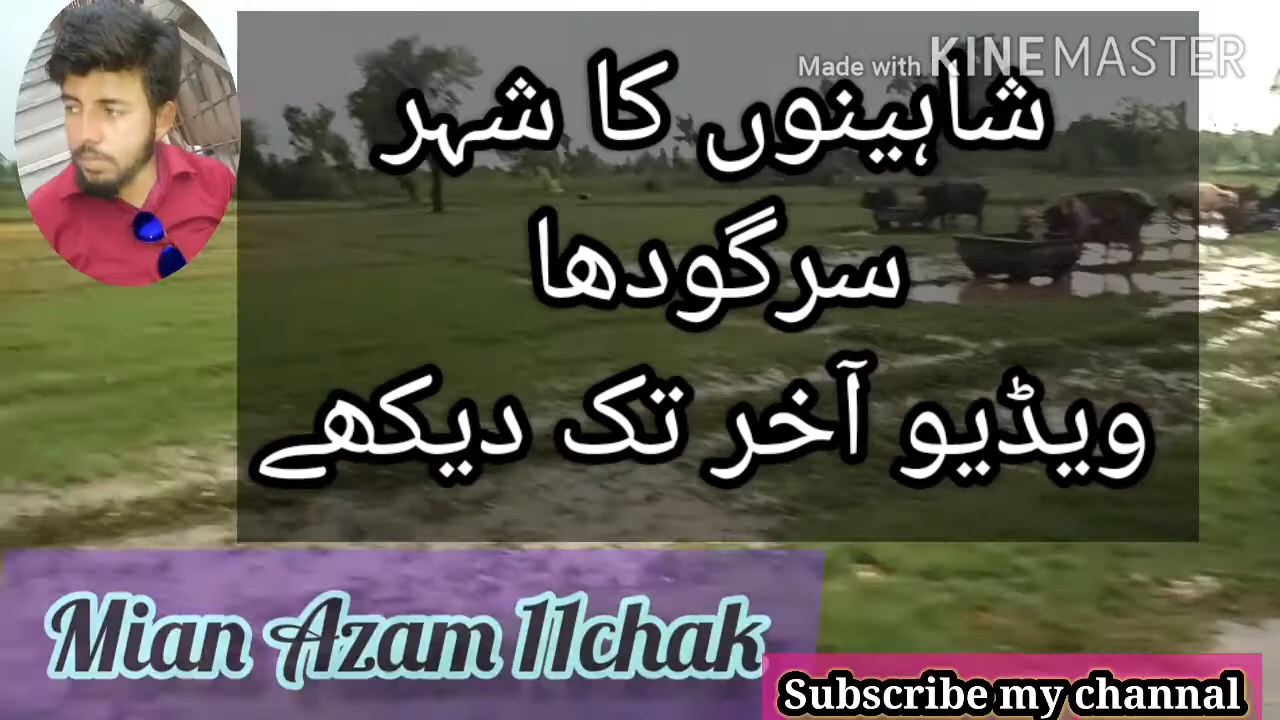 Made with KINEMASTER
شاہینوں کا شہر
سرگودھا
ویڈیو آخر تک دیکھے
Mian Azam 11chak
Subscribe my channal